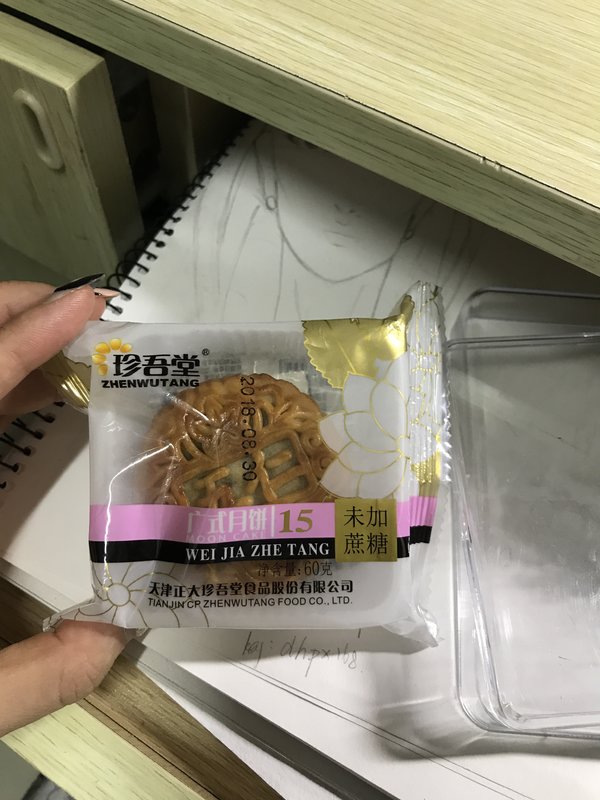 珍吾堂®
ZHENWUTANG
2018.08.30
广式月饼 15
MOON CAKE
未加
蔗糖
WEI JIA ZHE TANG
净含量:60克
天津正大珍吾堂食品股份有限公司
TIANJIN CP ZHENWUTANG FOOD CO., LTD.